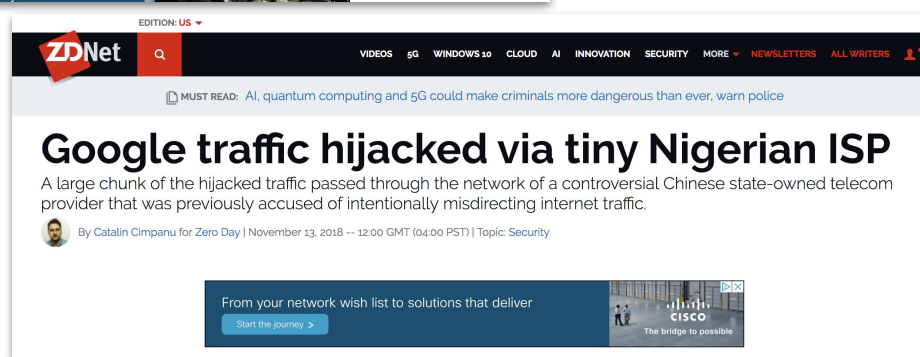 EDITION: US
ZDNet
VIDEOS 5G WINDOWS 10 CLOUD AI INNOVATION SECURITY MORE NEWSLETTERS ALL WRITERS
MUST READ: AI, quantum computing and 5G could make criminals more dangerous than ever, warn police
Google traffic hijacked via tiny Nigerian ISP
A large chunk of the hijacked traffic passed through the network of a controversial Chinese state-owned telecom
provider that was previously accused of intentionally misdirecting internet traffic.
By Catalin Cimpanu for Zero Day | November 13, 2018 -- 12:00 GMT (04:00 PST) | Topic: Security
From your network wish list to solutions that deliver
Start the journey >
CISCO
The bridge to possible